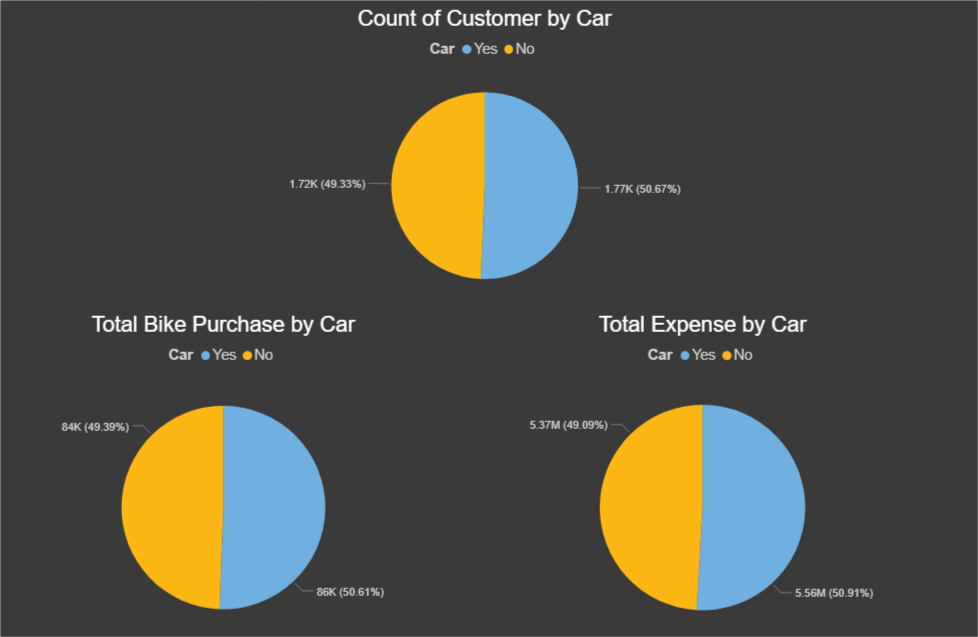 Count of Customer by Car
Car Yes No
1.72K (49.33%)
1.77K (50.67%)
Total Bike Purchase by Car
Car Yes No
84K (49.39%)
86K (50.61%)
Total Expense by Car
Car Yes No
5.37M (49.09%)
5.56M (50.91%)